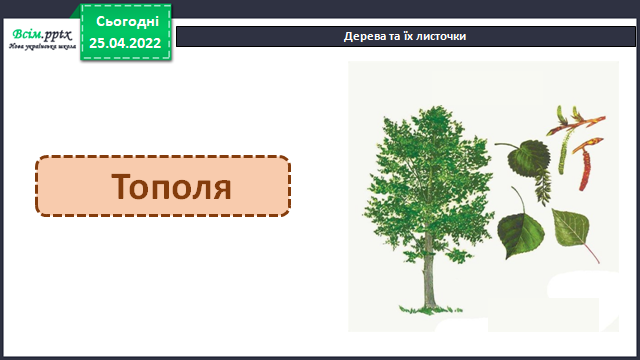 Всім.pptx
Нова українська школа
Сьогодні
25.04.2022
Дерева та їх листочки
Тополя